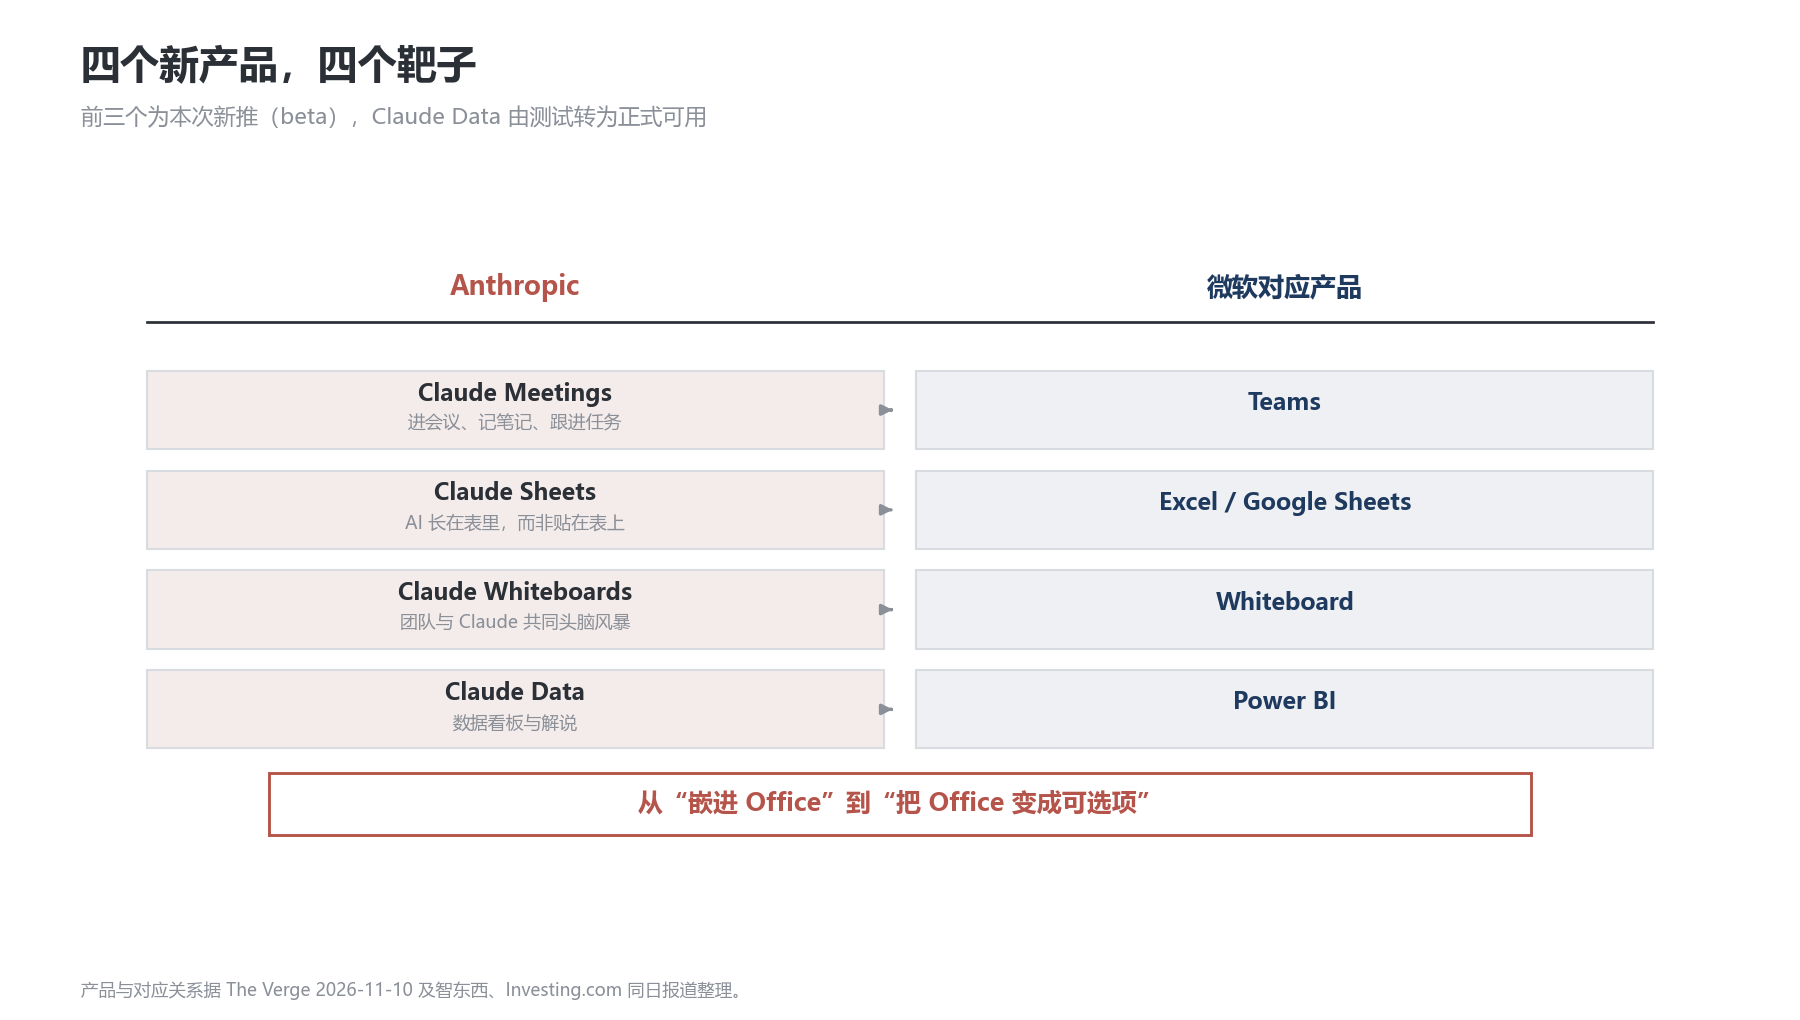 四个新产品，四个靶子
前三个为本次新推（beta），Claude Data 由测试转为正式可用
Anthropic
微软对应产品
Claude Meetings
进会议、记笔记、跟进任务
Teams
Claude Sheets
AI 长在表里，而非贴在表上
Excel / Google Sheets
Claude Whiteboards
团队与 Claude 共同头脑风暴
Whiteboard
Claude Data
数据看板与解说
Power BI
从“嵌进 Office”到“把 Office 变成可选项”
产品与对应关系据 The Verge 2026-11-10 及智东西、Investing.com 同日报道整理。